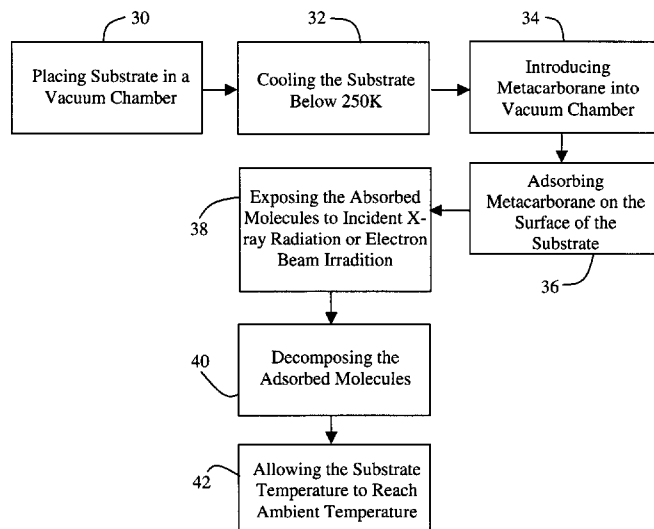 30
32
34
Placing Substrate in a
Vacuum Chamber
Cooling the Substrate
Below 250K
Introducing
Metacarborane into
Vacuum Chamber
Exposing the Absorbed
Molecules to Incident X-
ray Radiation or Electron
Beam Irradition
38
Adsorbing
Metacarborane on the
Surface of the
Substrate
36
Decomposing the
Adsorbed Molecules
40
Allowing the Substrate
Temperature to Reach
Ambient Temperature
42